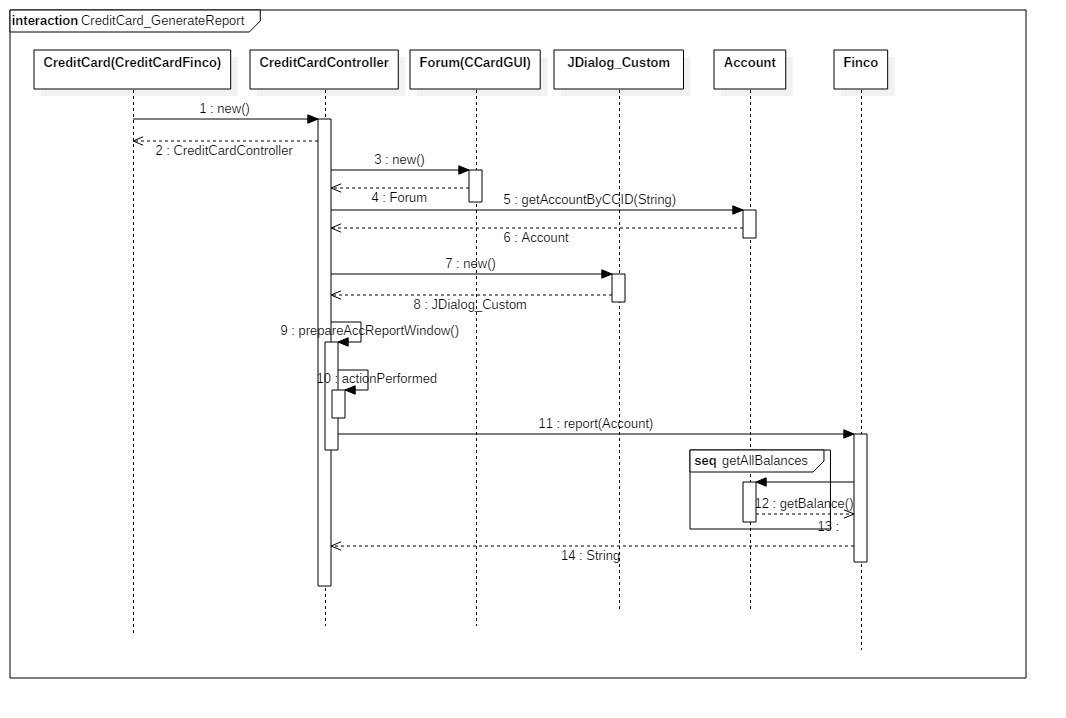 interaction CreditCard_GenerateReport
CreditCard(CreditCardFinco)
CreditCardController
Forum(CCardGUI)
JDialog_Custom
Account
Finco
1 : new()
2 : CreditCardController
3 : new()
4 : Forum
5 : getAccountByCCID(String)
6 : Account
7 : new()
8 : JDialog_Custom
9 : prepareAccReportWindow()
10 : actionPerformed
11 : report(Account)
seq getAllBalances
12 : getBalance()
13 :
14 : String